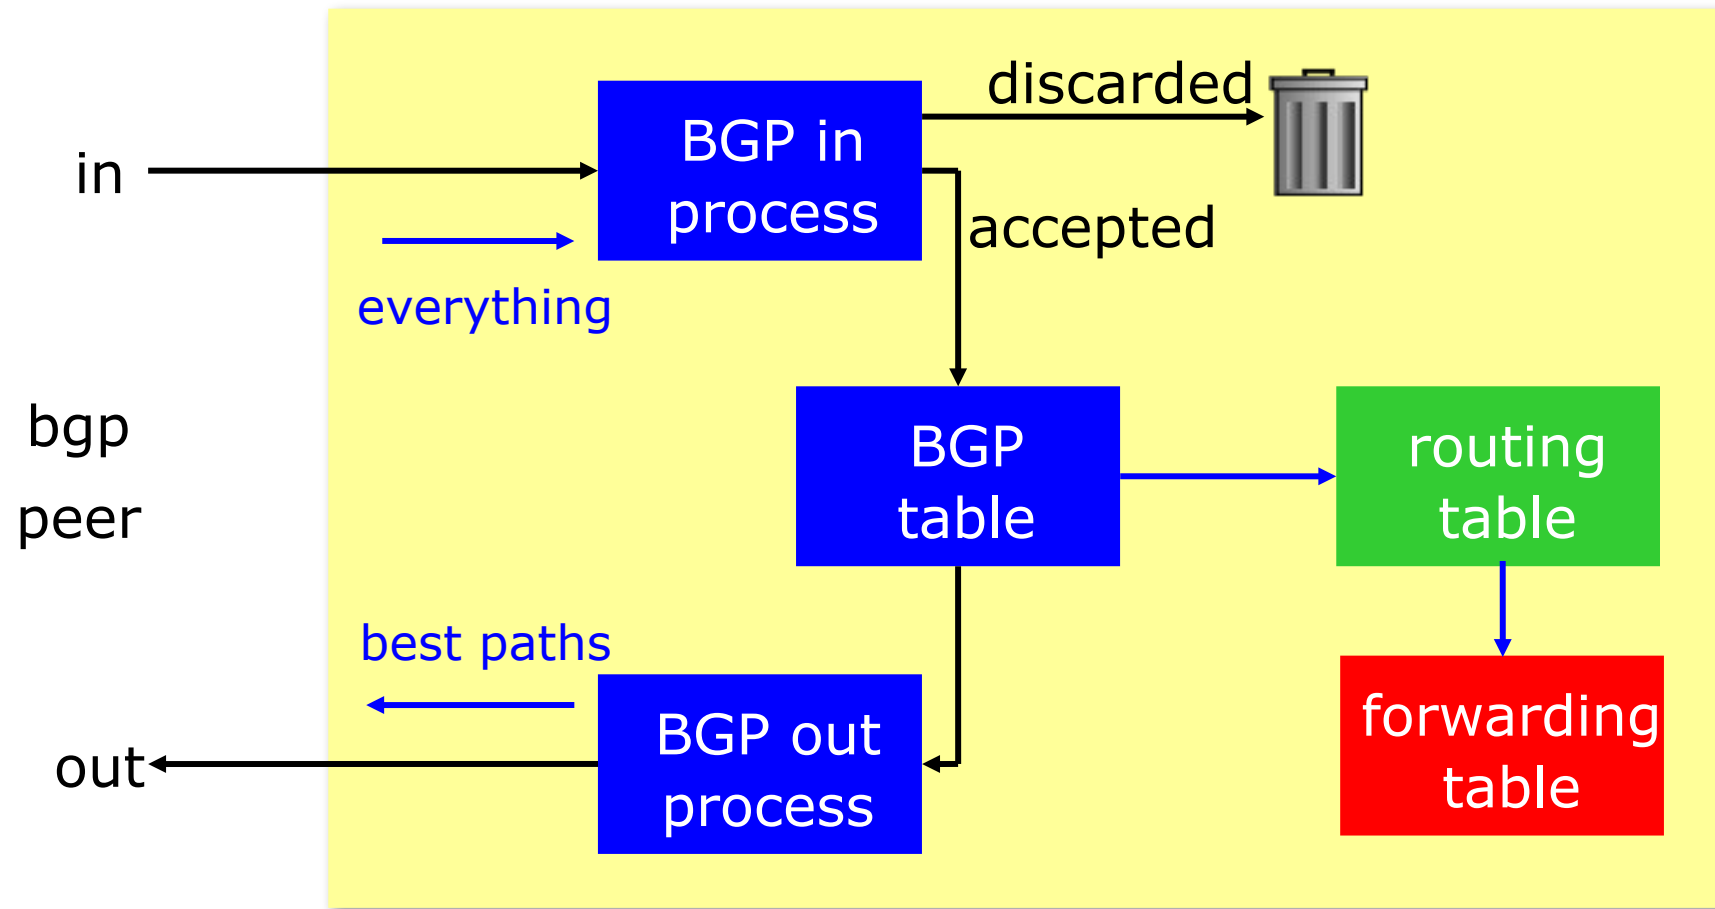 discarded
BGP in
process
in
accepted
everything
bgp
peer
BGP
table
routing
table
best paths
BGP out
process
out
forwarding
table